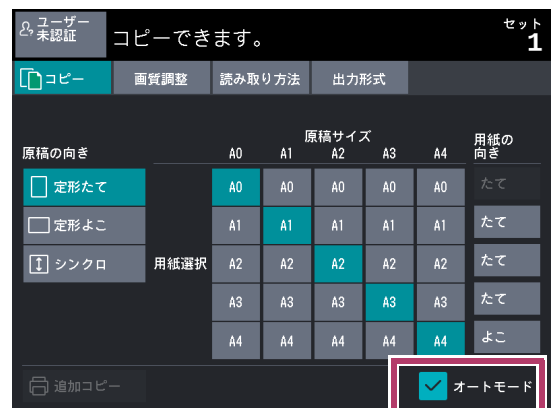 ユーザー
未認証
コピーできます。
セット
1
コピー 画質調整 読み取り方法 出力形式
原稿サイズ
原稿の向き A0 A1 A2 A3 A4 用紙の
向き
定形たて A0 A0 A0 A0 A0 たて
定形よこ A1 A1 A1 A1 A1 たて
シンクロ 用紙選択 A2 A2 A2 A2 A2 たて
A3 A3 A3 A3 A3 たて
A4 A4 A4 A4 A4 よこ
追加コピー オートモード